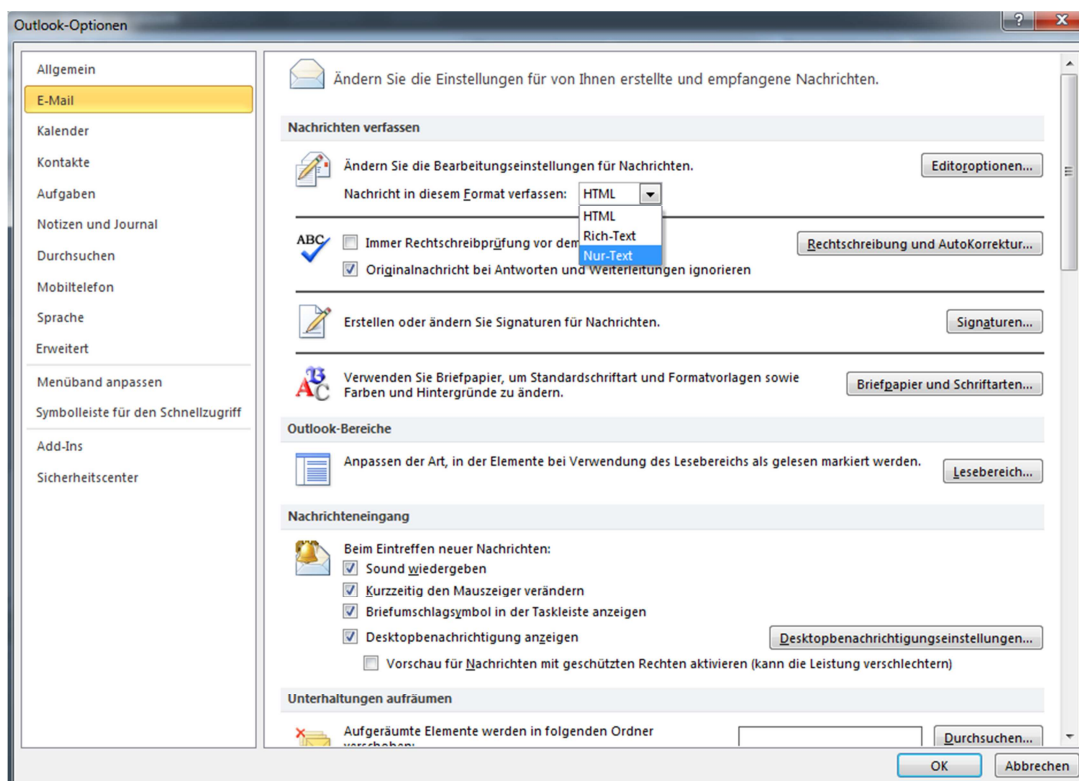 Outlook-Optionen
Allgemein
E-Mail
Kalender
Kontakte
Aufgaben
Notizen und Journal
Durchsuchen
Mobiltelefon
Sprache
Erweitert
Menüband anpassen
Symbolleiste für den Schnellzugriff
Add-Ins
Sicherheitscenter
Ändern Sie die Einstellungen für von Ihnen erstellte und empfangene Nachrichten.
Nachrichten verfassen
Ändern Sie die Bearbeitungseinstellungen für Nachrichten.
Editoroptionen...
Nachricht in diesem Format verfassen: HTML
HTML
Rich-Text
Nur-Text
ABC
Immer Rechtschreibprüfung vor dem
Rechtschreibung und AutoKorrektur...
Originalnachricht bei Antworten und Weiterleitungen ignorieren
Erstellen oder ändern Sie Signaturen für Nachrichten.
Signaturen...
Verwenden Sie Briefpapier, um Standardschriftart und Formatvorlagen sowie
Farben und Hintergründe zu ändern.
Briefpapier und Schriftarten...
Outlook-Bereiche
Anpassen der Art, in der Elemente bei Verwendung des Lesebereichs als gelesen markiert werden.
Lesebereich...
Nachrichteneingang
Beim Eintreffen neuer Nachrichten:
Sound wiedergeben
Kurzzeitig den Mauszeiger verändern
Briefumschlagsymbol in der Taskleiste anzeigen
Desktopbenachrichtigung anzeigen
Desktopbenachrichtigungseinstellungen...
Vorschau für Nachrichten mit geschützten Rechten aktivieren (kann die Leistung verschlechtern)
Unterhaltungen aufräumen
Aufgeräumte Elemente werden in folgenden Ordner
verschoben:
Durchsuchen...
OK
Abbrechen